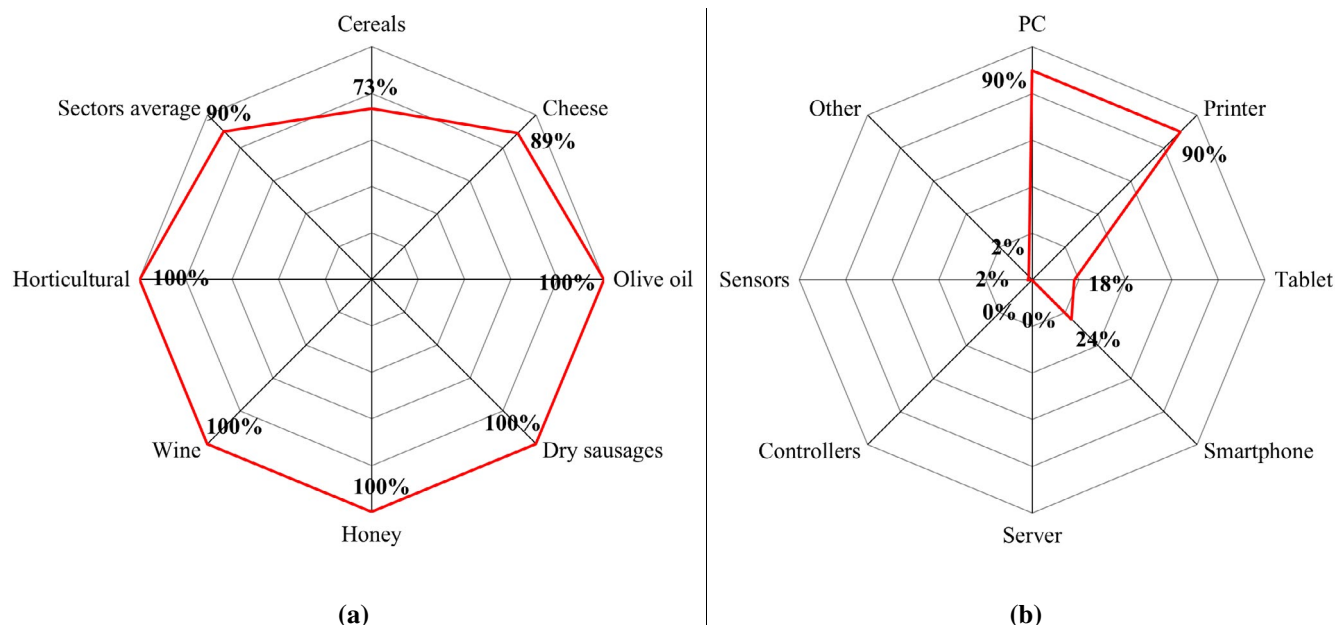 Cereals
73%
Cheese
89%
Olive oil
100%
Dry sausages
100%
Honey
100%
Wine
100%
Horticultural
100%
Sectors average
90%
(a)
PC
90%
Printer
90%
Tablet
18%
Smartphone
24%
Server
0%
Controllers
0%
Sensors
2%
Other
2%
(b)